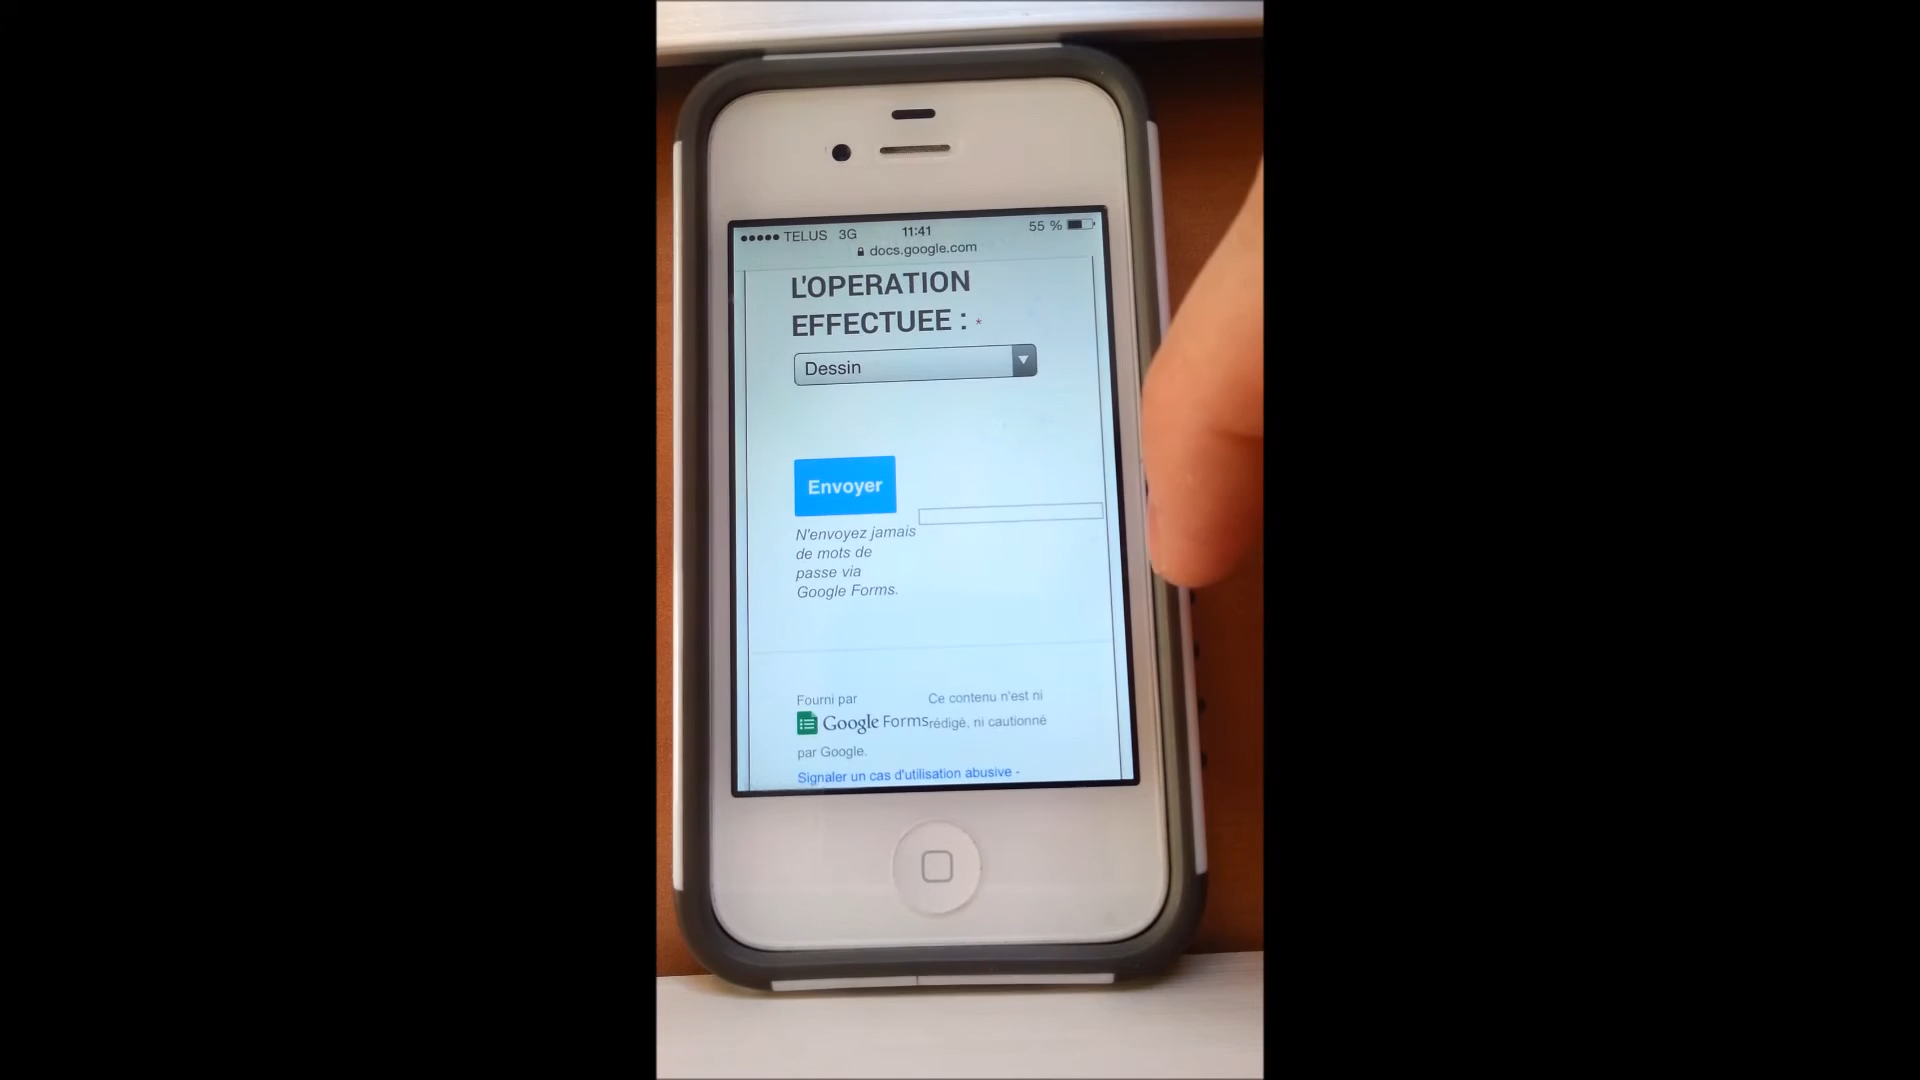 TELUS 3G 11:41 55 %
docs.google.com
L'OPERATION
EFFECTUEE : *
Dessin
Envoyer
N'envoyez jamais
de mots de
passe via
Google Forms.
Fourni par Ce contenu n'est ni
Google Forms rédigé, ni cautionné
par Google.
Signaler un cas d'utilisation abusive -